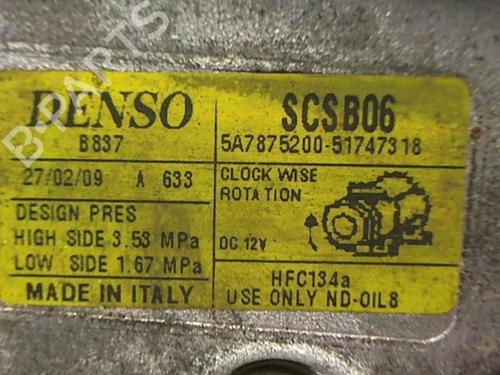 DENSO
B837
27/02/09 A 633
DESIGN PRES
HIGH SIDE 3.53 MPa
LOW SIDE 1.67 MPa
MADE IN ITALY
SCSB06
5A7875200-51747318
CLOCK WISE
ROTATION
DC 12V
HFC134a
USE ONLY ND-OIL8
B-PARTS